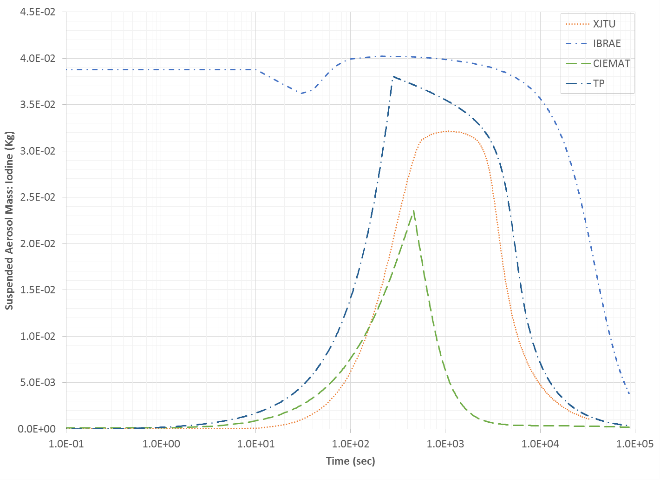 4.5E-02
4.0E-02
3.5E-02
3.0E-02
2.5E-02
2.0E-02
1.5E-02
1.0E-02
5.0E-03
0.0E+00
Suspended Aerosol Mass: Iodine (Kg)
XJTU
IBRAE
CIEMAT
TP
1.0E-01
1.0E+00
1.0E+01
1.0E+02
1.0E+03
1.0E+04
1.0E+05
Time (sec)